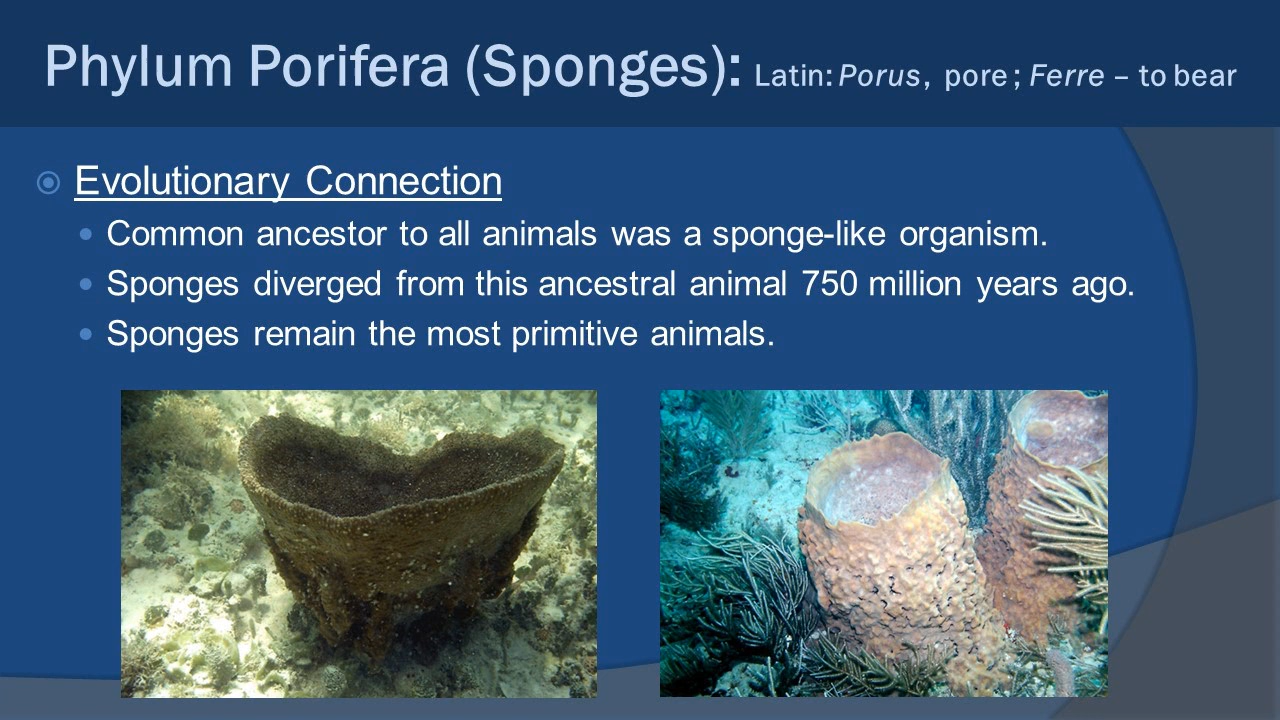 Phylum Porifera (Sponges): Latin: Porus, pore; Ferre – to bear
Evolutionary Connection
Common ancestor to all animals was a sponge-like organism.
Sponges diverged from this ancestral animal 750 million years ago.
Sponges remain the most primitive animals.